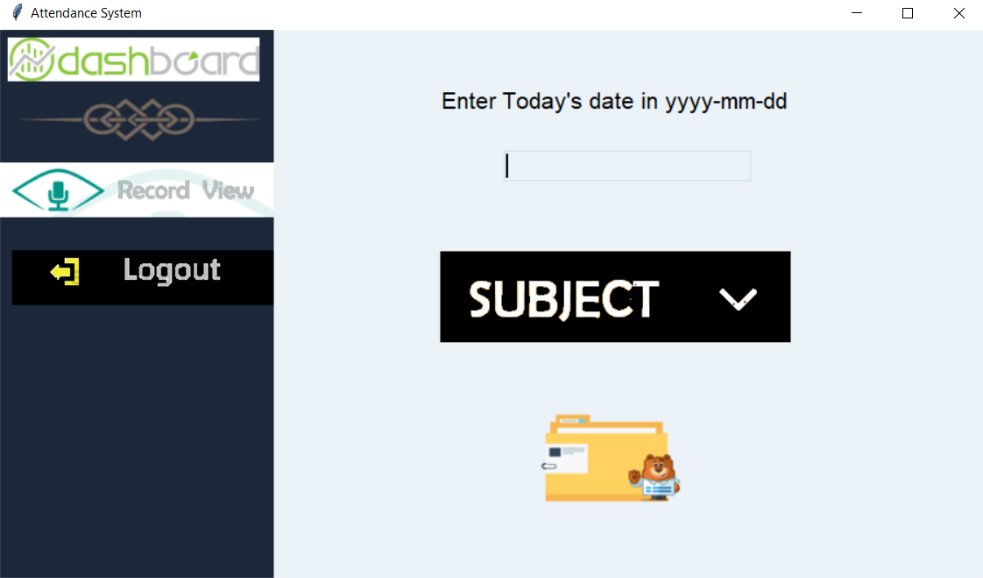 Attendance System
dashboard
Record View
Logout
Enter Today's date in yyyy-mm-dd
SUBJECT